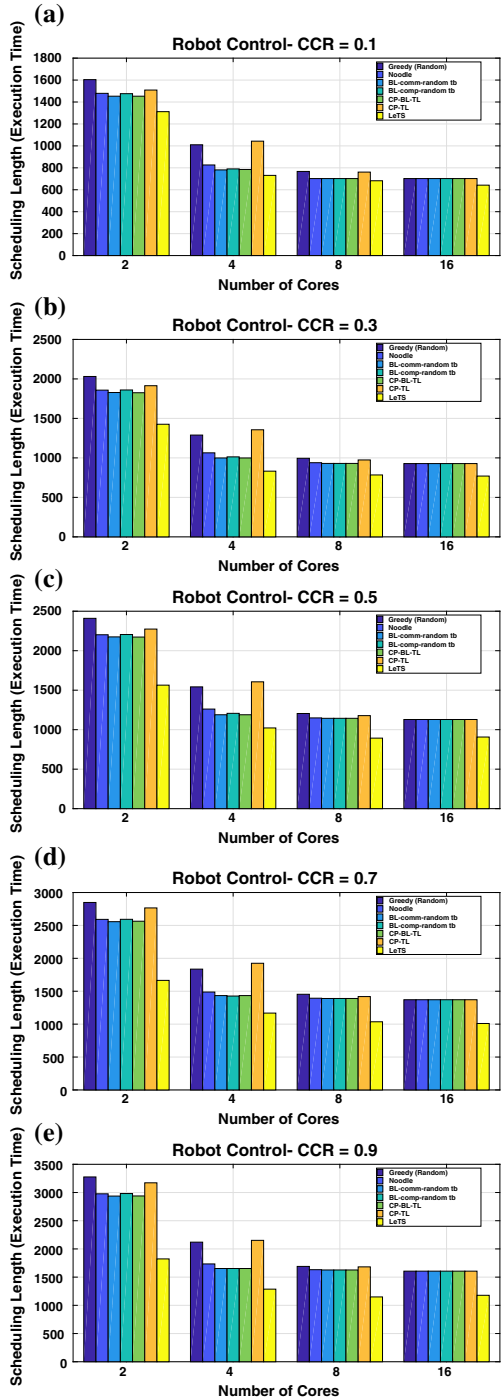 (a)
Robot Control- CCR = 0.1
Scheduling Length (Execution Time)
1800
1600
1400
1200
1000
800
600
400
200
0
Greedy (Random)
Noodle
BL-comm-random tb
BL-comp-random tb
CP-BL-TL
CP-TL
LeTS
2 4 8 16
Number of Cores
(b)
Robot Control- CCR = 0.3
Scheduling Length (Execution Time)
2500
2000
1500
1000
500
0
Greedy (Random)
Noodle
BL-comm-random tb
BL-comp-random tb
CP-BL-TL
CP-TL
LeTS
2 4 8 16
Number of Cores
(c)
Robot Control- CCR = 0.5
Scheduling Length (Execution Time)
2500
2000
1500
1000
500
0
Greedy (Random)
Noodle
BL-comm-random tb
BL-comp-random tb
CP-BL-TL
CP-TL
LeTS
2 4 8 16
Number of Cores
(d)
Robot Control- CCR = 0.7
Scheduling Length (Execution Time)
3000
2500
2000
1500
1000
500
0
Greedy (Random)
Noodle
BL-comm-random tb
BL-comp-random tb
CP-BL-TL
CP-TL
LeTS
2 4 8 16
Number of Cores
(e)
Robot Control- CCR = 0.9
Scheduling Length (Execution Time)
3500
3000
2500
2000
1500
1000
500
0
Greedy (Random)
Noodle
BL-comm-random tb
BL-comp-random tb
CP-BL-TL
CP-TL
LeTS
2 4 8 16
Number of Cores